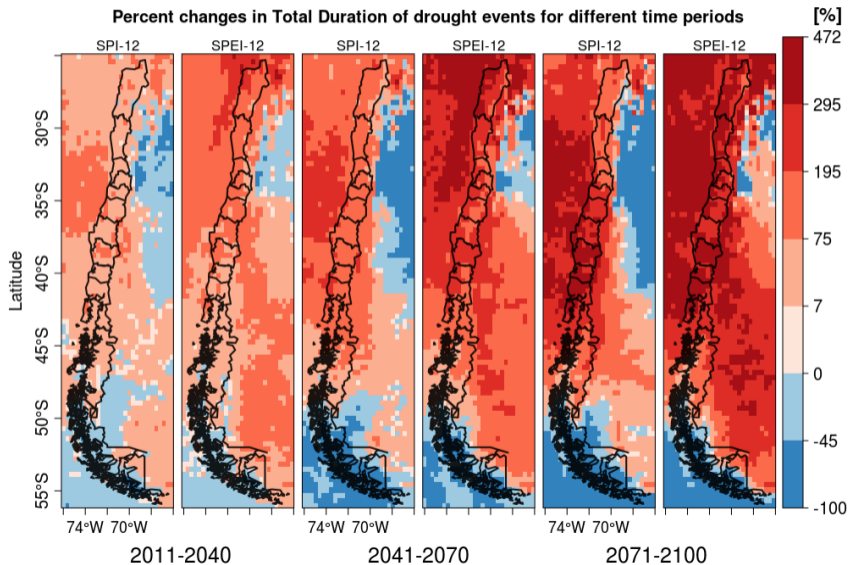 Percent changes in Total Duration of drought events for different time periods
[%]
SPI-12 SPEI-12 SPI-12 SPEI-12 SPI-12 SPEI-12
472
295
195
75
7
0
-45
-100
Latitude
30°S
35°S
40°S
45°S
50°S
55°S
74°W 70°W 74°W 70°W 74°W 70°W
2011-2040 2041-2070 2071-2100